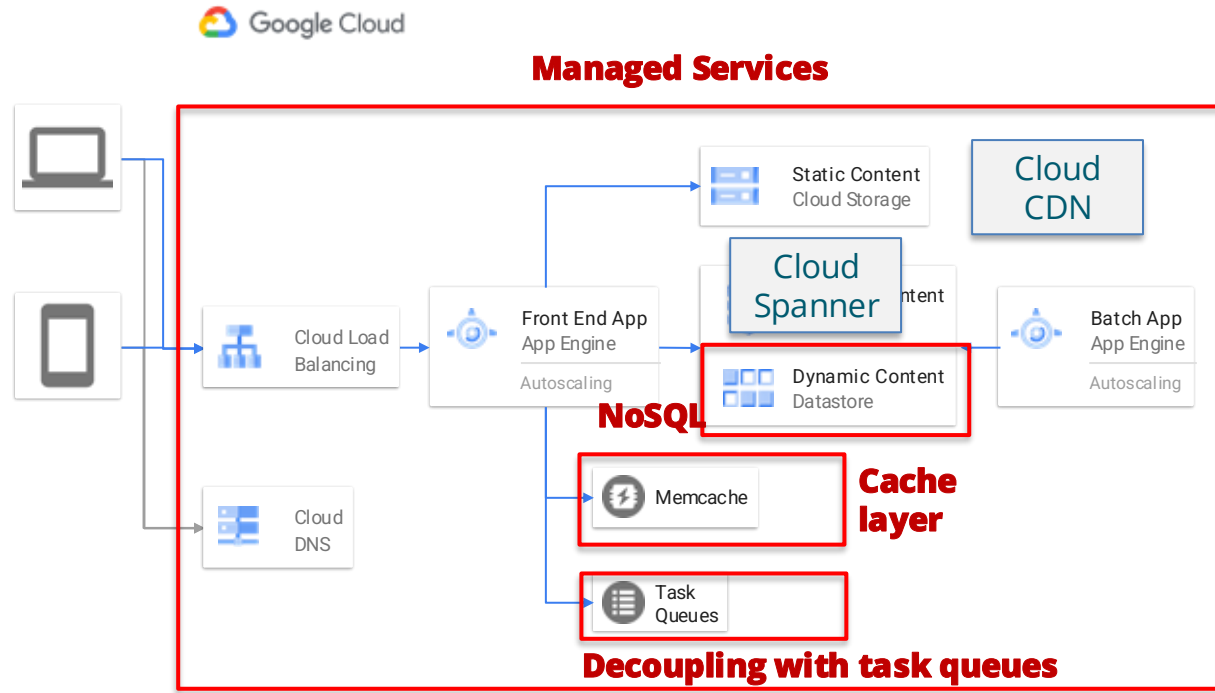 Google Cloud
Managed Services
Static Content
Cloud Storage
Cloud
CDN
Cloud
Spanner
Cloud Load
Balancing
Front End App
App Engine
Autoscaling
Dynamic Content
Datastore
Batch App
App Engine
Autoscaling
NoSQL
Memcache
Cache
layer
Cloud
DNS
Task
Queues
Decoupling with task queues